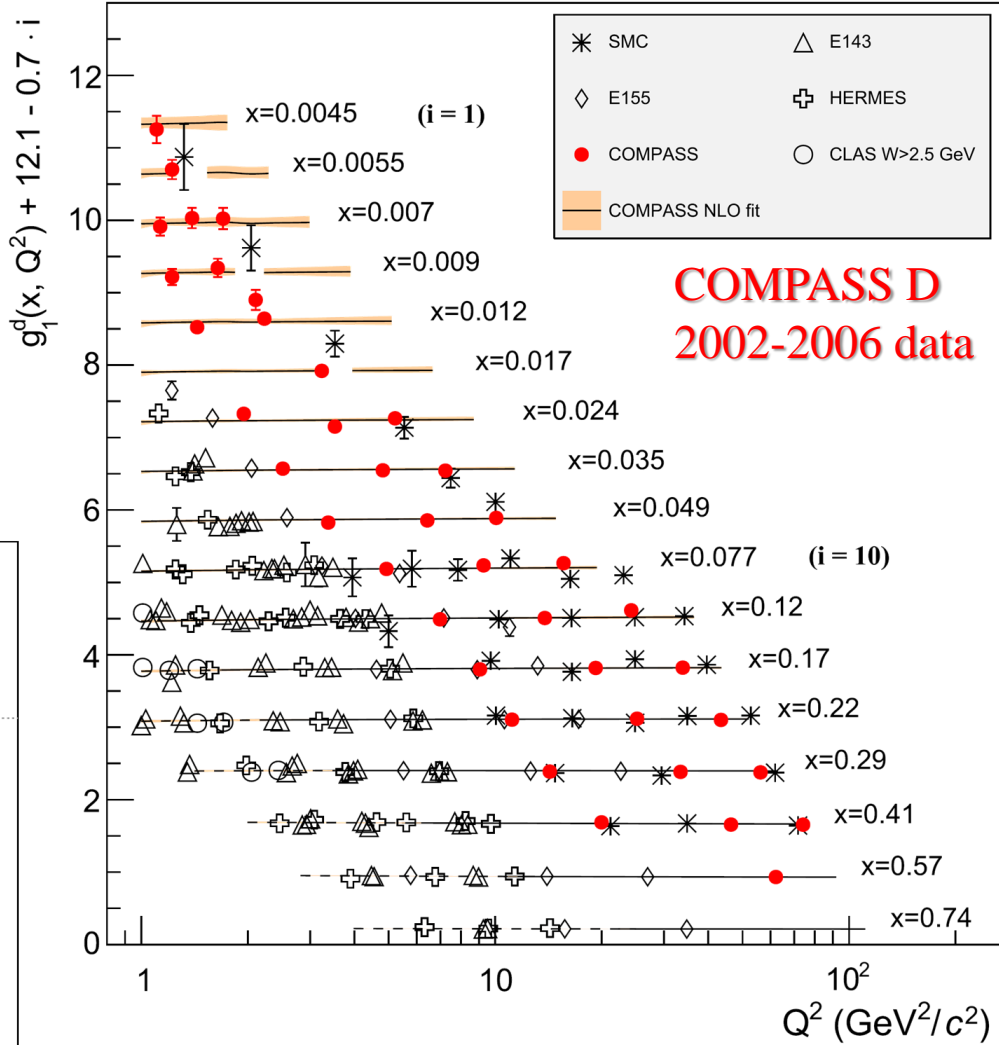 g₁ᵈ(x, Q²) + 12.1 - 0.7 · i
12
10
8
6
4
2
0
SMC
E143
E155
HERMES
COMPASS
CLAS W>2.5 GeV
COMPASS NLO fit
COMPASS D
2002-2006 data
x=0.0045 (i = 1)
x=0.0055
x=0.007
x=0.009
x=0.012
x=0.017
x=0.024
x=0.035
x=0.049
x=0.077 (i = 10)
x=0.12
x=0.17
x=0.22
x=0.29
x=0.41
x=0.57
x=0.74
1
10
10²
Q² (GeV²/c²)